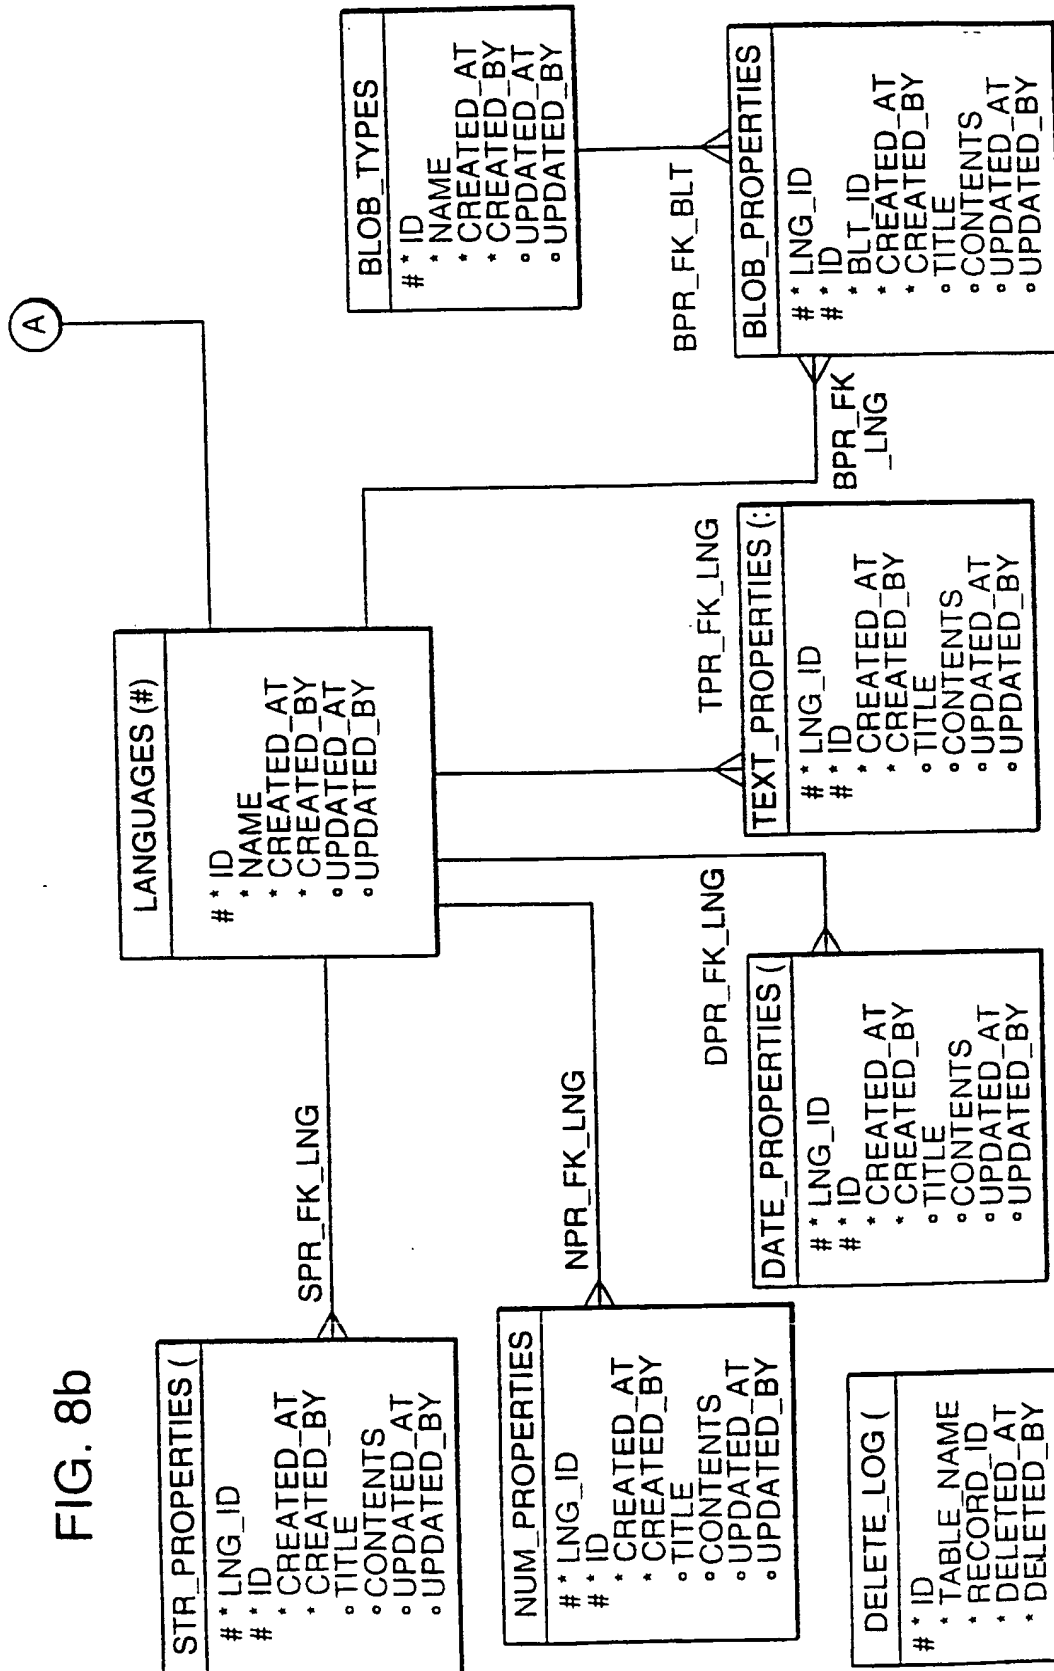 FIG. 8b
A
STR_PROPERTIES (
# * LNG_ID
# * ID
* CREATED_AT
* CREATED_BY
° TITLE
° CONTENTS
° UPDATED_AT
° UPDATED_BY
SPR_FK_LNG
LANGUAGES (#)
# * ID
* NAME
* CREATED_AT
* CREATED_BY
° UPDATED_AT
° UPDATED_BY
BLOB_TYPES
# * ID
* NAME
* CREATED_AT
* CREATED_BY
° UPDATED_AT
° UPDATED_BY
NUM_PROPERTIES
# * LNG_ID
# * ID
* CREATED_AT
* CREATED_BY
° TITLE
° CONTENTS
° UPDATED_AT
° UPDATED_BY
NPR_FK_LNG
DPR_FK_LNG
TPR_FK_LNG
BPR_FK
_LNG
BPR_FK_BLT
DATE_PROPERTIES (
# * LNG_ID
# * ID
* CREATED_AT
* CREATED_BY
° TITLE
° CONTENTS
° UPDATED_AT
° UPDATED_BY
TEXT_PROPERTIES (:
# * LNG_ID
# * ID
* CREATED_AT
* CREATED_BY
° TITLE
° CONTENTS
° UPDATED_AT
° UPDATED_BY
BLOB_PROPERTIES
# * LNG_ID
# * ID
* BLT_ID
* CREATED_AT
* CREATED_BY
° TITLE
° CONTENTS
° UPDATED_AT
° UPDATED_BY
DELETE_LOG (
# * ID
* TABLE_NAME
* RECORD_ID
* DELETED_AT
* DELETED_BY